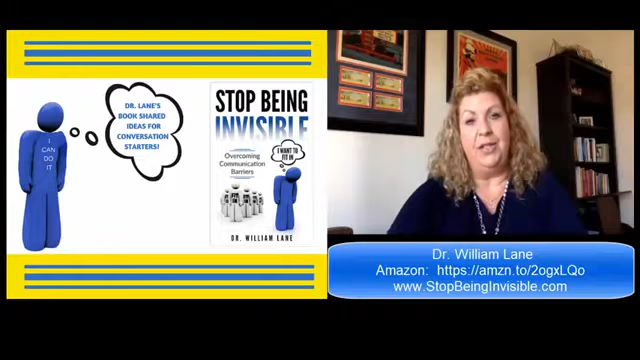 DR. LANE'S
BOOK SHARED
IDEAS FOR
CONVERSATION
STARTERS!
I
CAN
DO
IT
STOP BEING
INVISIBLE
Overcoming
Communication
Barriers
I WANT TO
FIT IN
DR. WILLIAM LANE
Dr. William Lane
Amazon: https://amzn.to/2ogxLQo
www.StopBeingInvisible.com